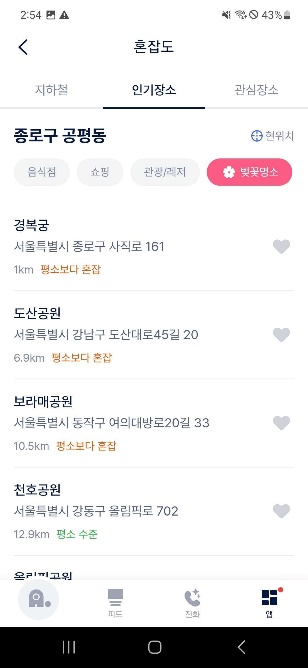 2:54
43%
혼잡도
지하철
인기장소
관심장소
종로구 공평동
현위치
음식점
쇼핑
관광/레저
벚꽃명소
경복궁
서울특별시 종로구 사직로 161
1km 평소보다 혼잡
도산공원
서울특별시 강남구 도산대로45길 20
6.9km 평소보다 혼잡
보라매공원
서울특별시 동작구 여의대방로20길 33
10.5km 평소보다 혼잡
천호공원
서울특별시 강동구 올림픽로 702
12.9km 평소 수준
올림픽공원
피드
전화
앱